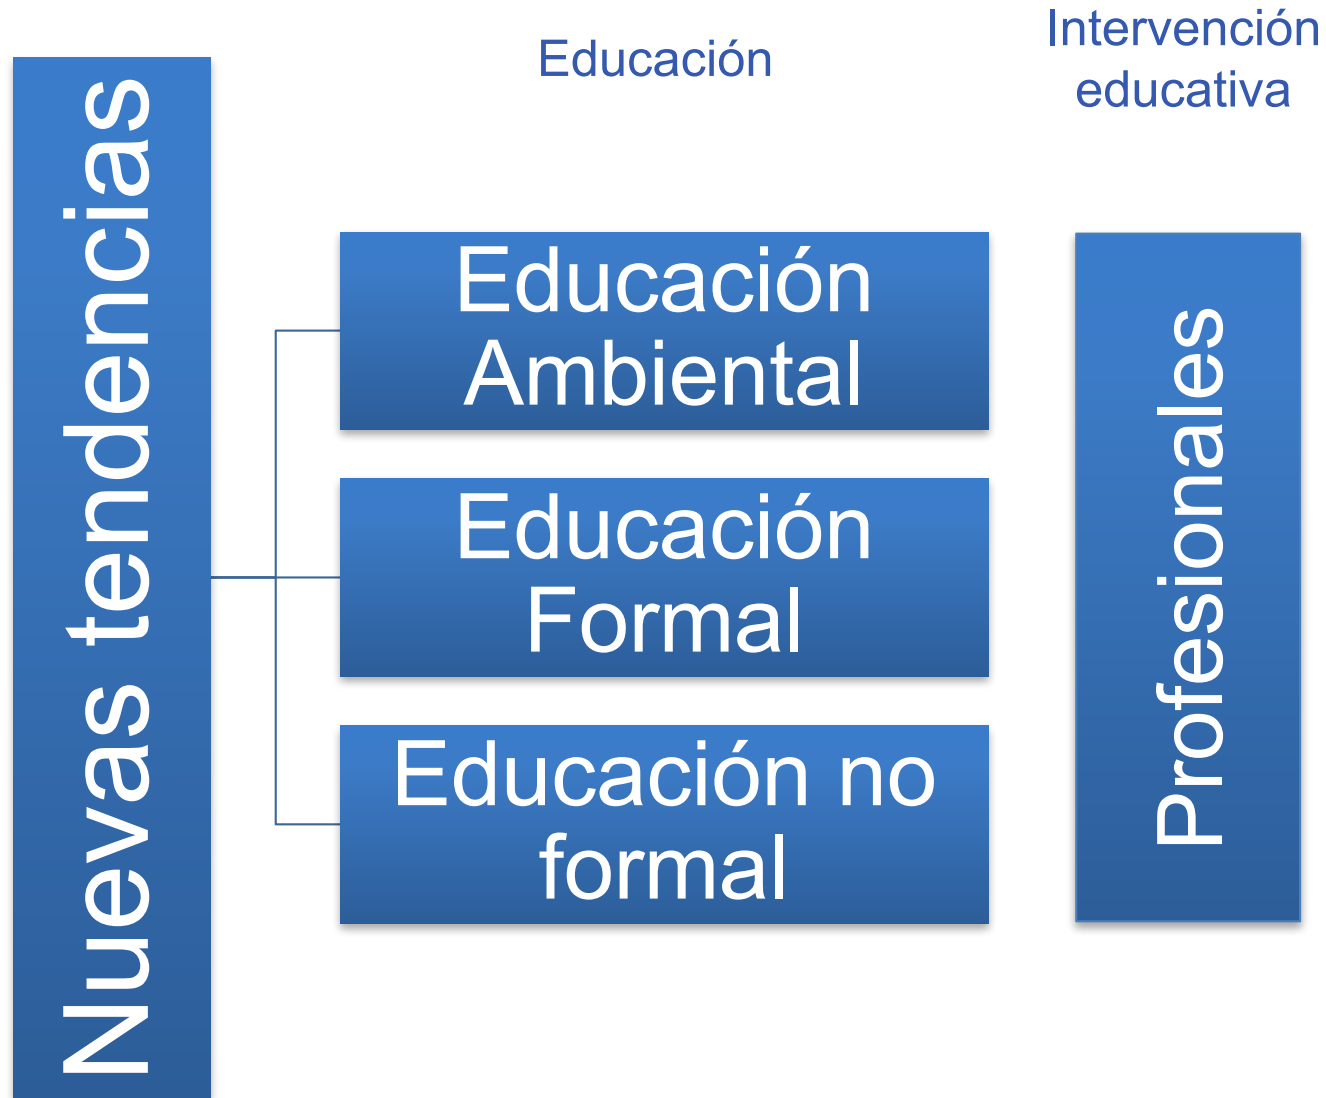 Nuevas tendencias
Educación
Educación
Ambiental
Educación
Formal
Educación no
formal
Intervención
educativa
Profesionales